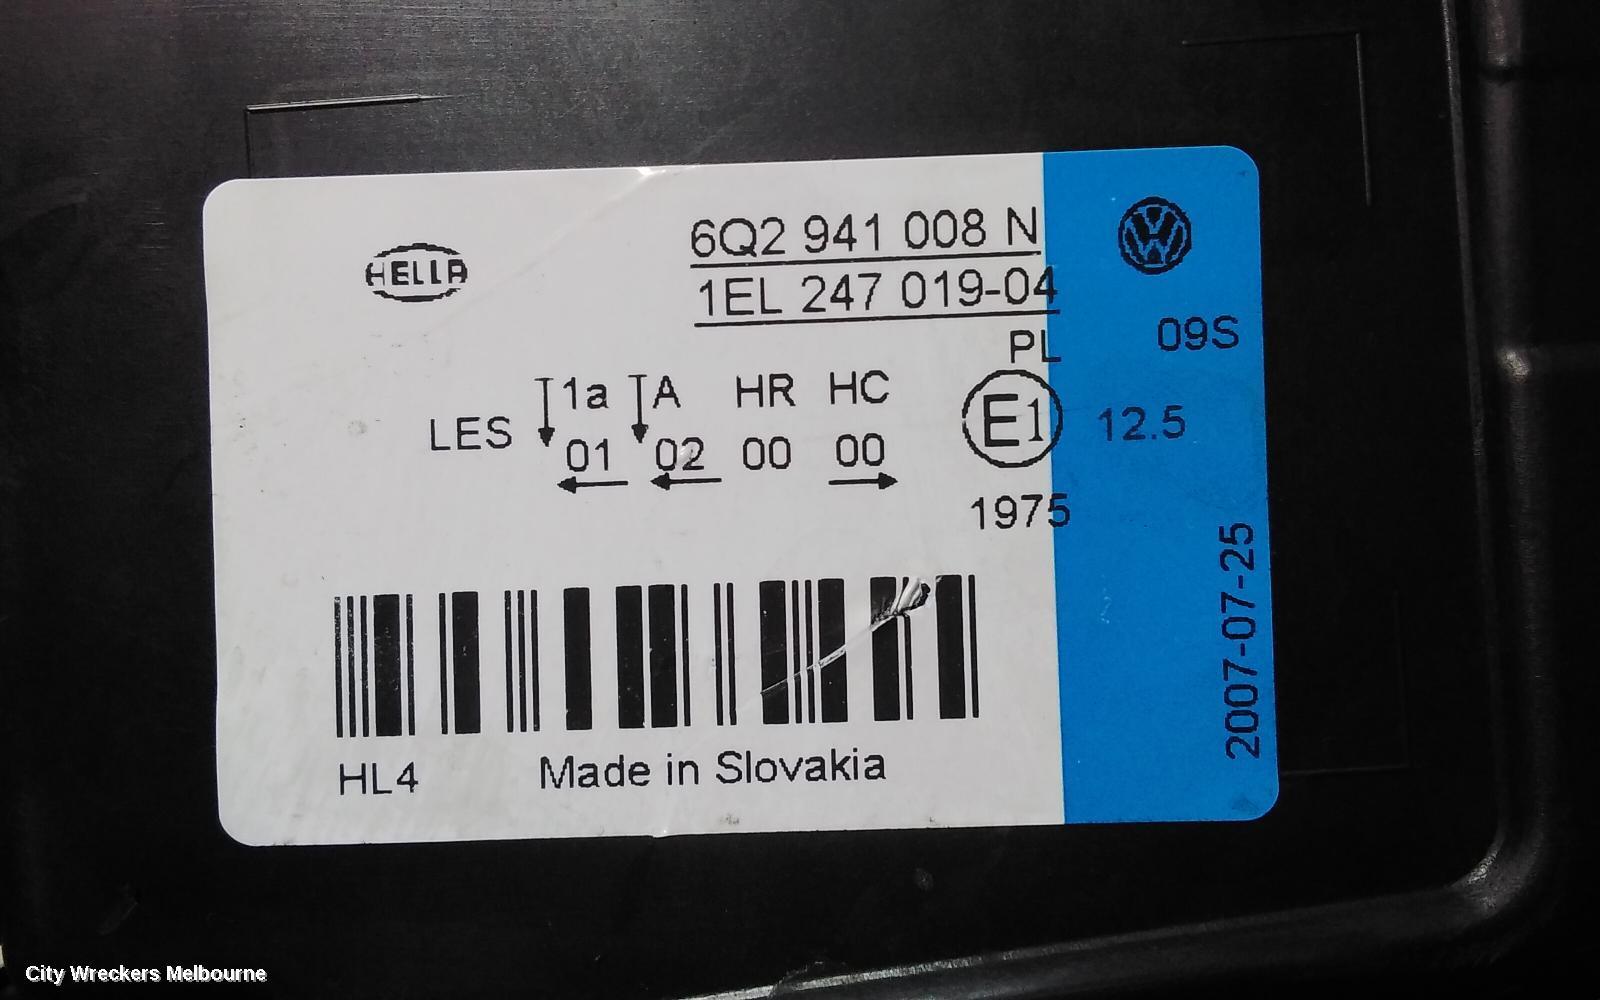 HELLA
6Q2 941 008 N
1EL 247 019-04
PL
09S
1a A HR HC
LES 01 02 00 00
E1
12.5
1975
2007-07-25
HL4 Made in Slovakia
City Wreckers Melbourne